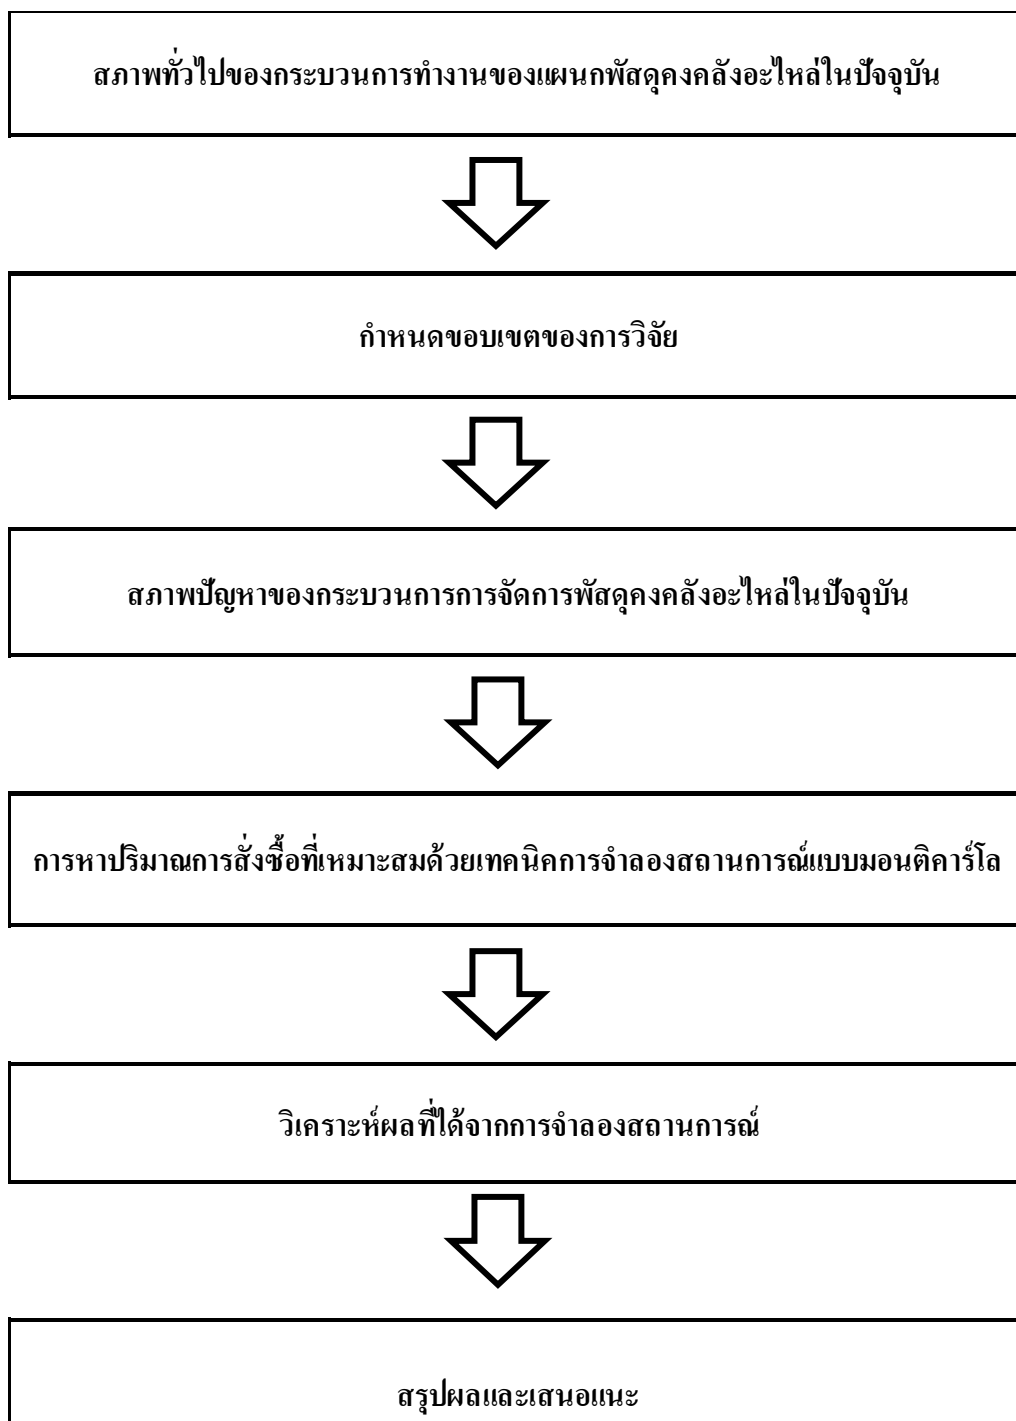 สภาพทั่วไปของกระบวนการทำงานของแผนกพัสดุคงคลังอะไหล่ในปัจจุบัน
กำหนดขอบเขตของการวิจัย
สภาพปัญหาของกระบวนการการจัดการพัสดุคงคลังอะไหล่ในปัจจุบัน
การหาปริมาณการสั่งซื้อที่เหมาะสมด้วยเทคนิคการจำลองสถานการณ์แบบมอนติคาร์โล
วิเคราะห์ผลที่ได้จากการจำลองสถานการณ์
สรุปผลและเสนอแนะ